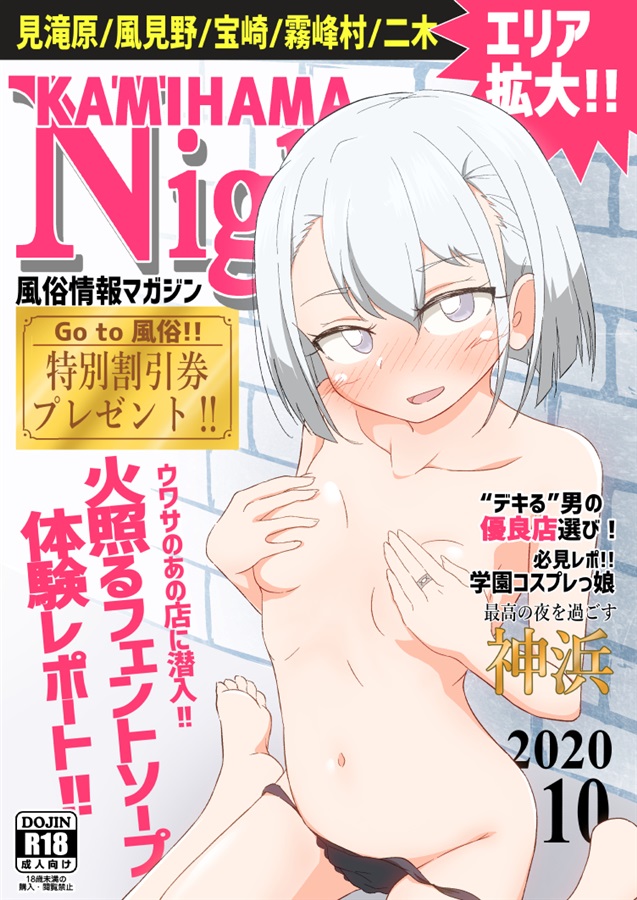 見滝原/風見野/宝崎/霧峰村/二木
エリア
拡大!!
KAMIHAMA
Nig
風俗情報マガジン
Go to 風俗!!
特別割引券
プレゼント!!
ウワサのあの店に潜入!!
火照るフェントソープ
体験レポート!!
“デキる”男の
優良店選び!
必見レポ!!
学園コスプレっ娘
最高の夜を過ごす
神浜
2020
10
DOJIN
R18
成人向け
18歳未満の
購入・閲覧禁止